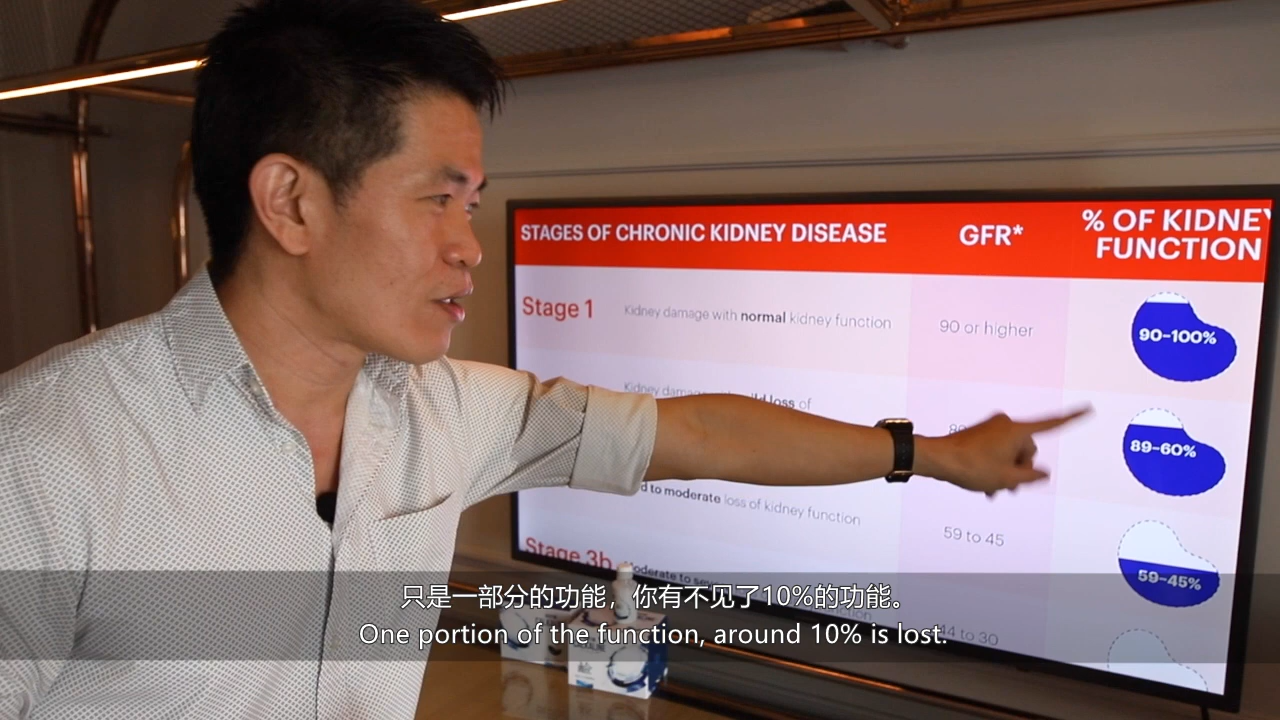 STAGES OF CHRONIC KIDNEY DISEASE
GFR*
% OF KIDNEY
FUNCTION
Stage 1
Kidney damage with normal kidney function
90 or higher
90–100%
Kidney loss of
89–60%
to moderate loss of kidney function
59 to 45
Stage 3b
59–45%
44 to 30
只是一部分的功能，你有不见了10%的功能。
One portion of the function, around 10% is lost.